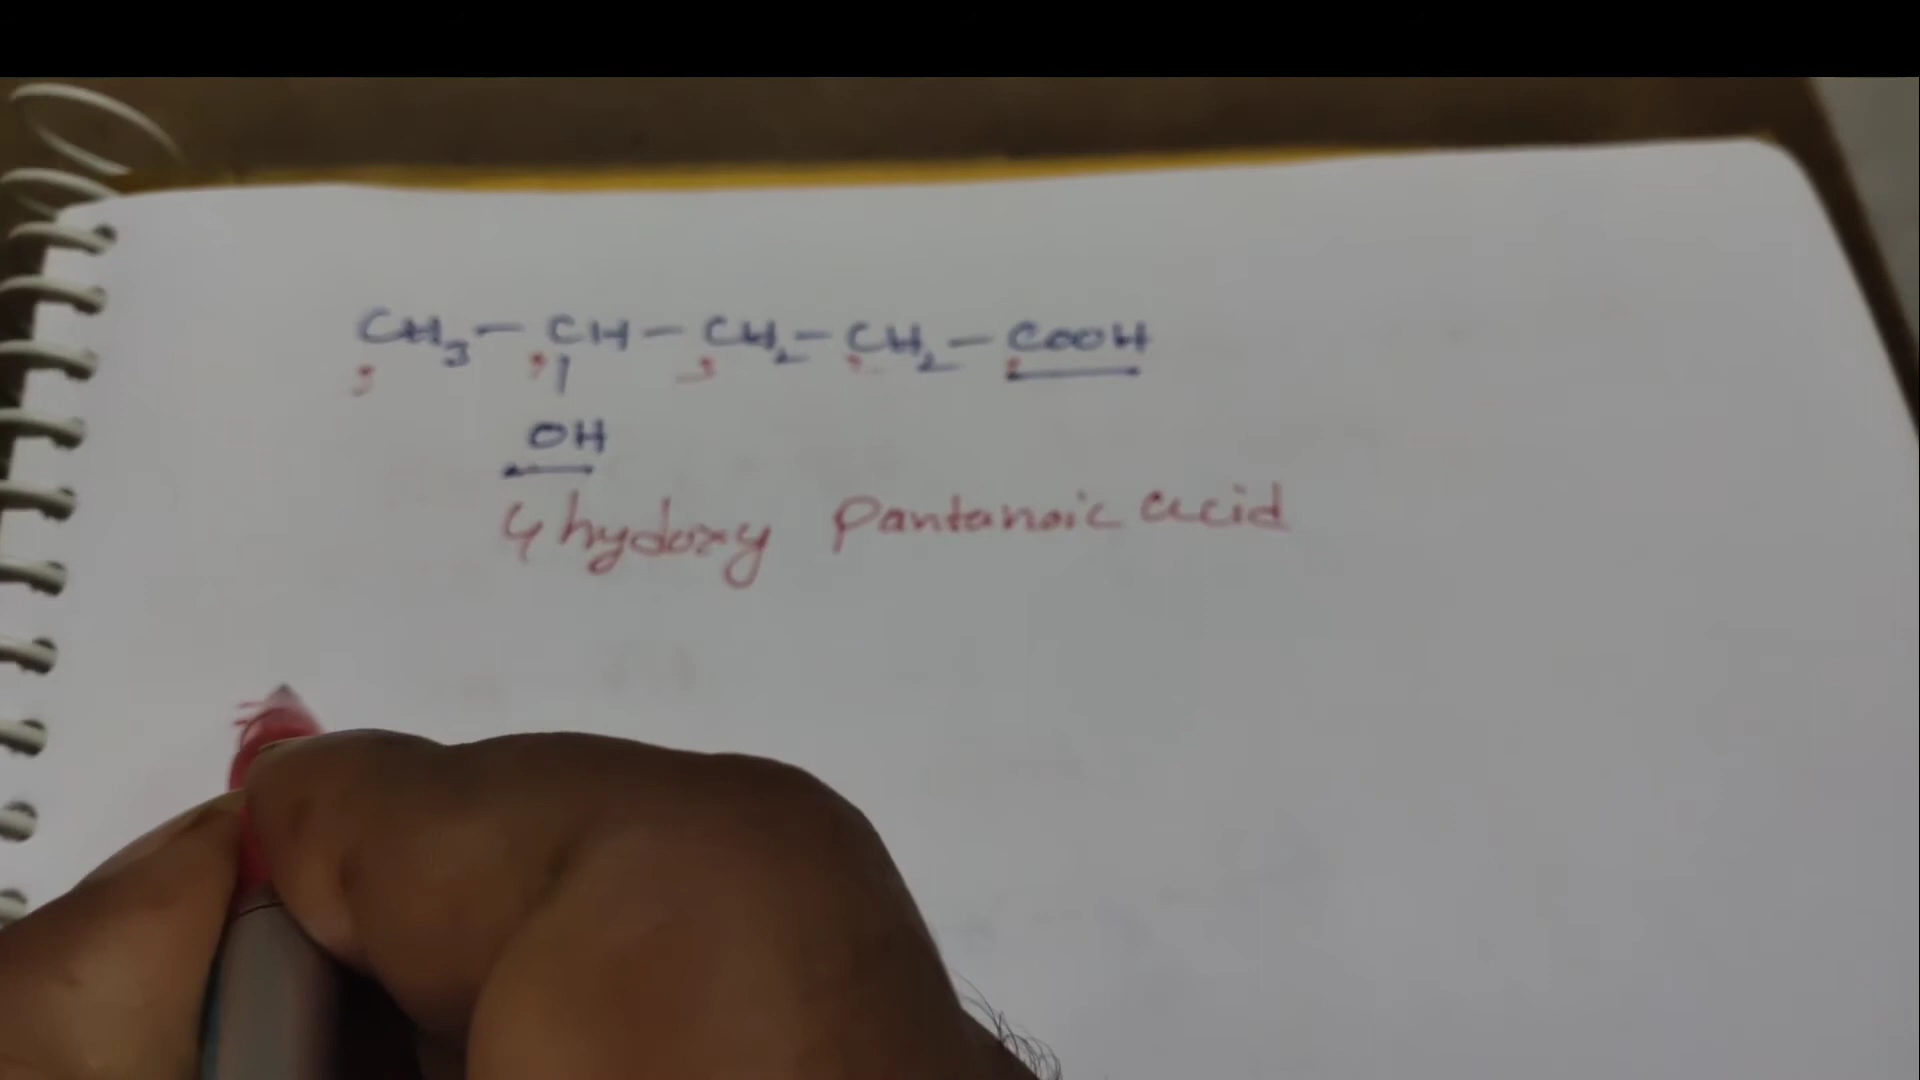 CH₃ - CH - CH₂ - CH₂ - COOH
OH
4 hydoxy pantanoic acid